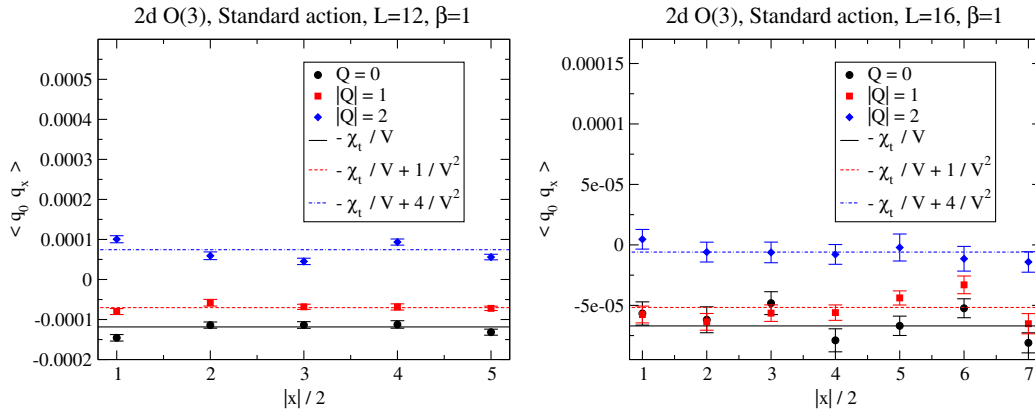 2d O(3), Standard action, L=12, β=1
0.0005
0.0004
0.0003
0.0002
0.0001
0
-0.0001
-0.0002
< q₀ qₓ >
1 2 3 4 5
|x| / 2
Q = 0
|Q| = 1
|Q| = 2
- χₜ / V
- χₜ / V + 1 / V²
- χₜ / V + 4 / V²
2d O(3), Standard action, L=16, β=1
0.00015
0.0001
5e-05
0
-5e-05
< q₀ qₓ >
1 2 3 4 5 6 7
|x| / 2
Q = 0
|Q| = 1
|Q| = 2
- χₜ / V
- χₜ / V + 1 / V²
- χₜ / V + 4 / V²